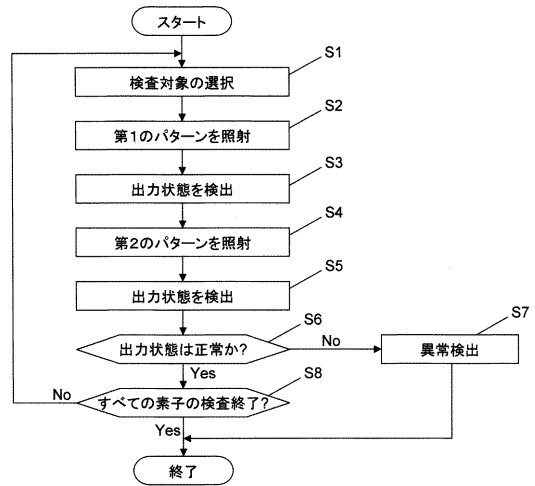 スタート
S1
検査対象の選択
S2
第1のパターンを照射
S3
出力状態を検出
S4
第2のパターンを照射
S5
出力状態を検出
S6
出力状態は正常か?
No
S7
異常検出
Yes
S8
すべての素子の検査終了?
No
Yes
終了